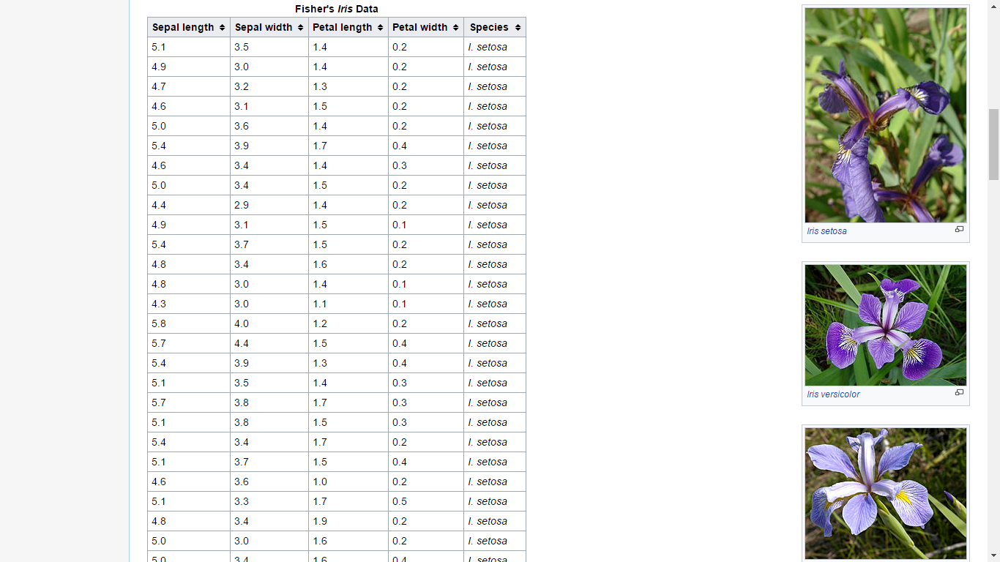 Fisher's Iris Data
Sepal length Sepal width Petal length Petal width Species
5.1 3.5 1.4 0.2 I. setosa
4.9 3.0 1.4 0.2 I. setosa
4.7 3.2 1.3 0.2 I. setosa
4.6 3.1 1.5 0.2 I. setosa
5.0 3.6 1.4 0.2 I. setosa
5.4 3.9 1.7 0.4 I. setosa
4.6 3.4 1.4 0.3 I. setosa
5.0 3.4 1.5 0.2 I. setosa
4.4 2.9 1.4 0.2 I. setosa
4.9 3.1 1.5 0.1 I. setosa
5.4 3.7 1.5 0.2 I. setosa
4.8 3.4 1.6 0.2 I. setosa
4.8 3.0 1.4 0.1 I. setosa
4.3 3.0 1.1 0.1 I. setosa
5.8 4.0 1.2 0.2 I. setosa
5.7 4.4 1.5 0.4 I. setosa
5.4 3.9 1.3 0.4 I. setosa
5.1 3.5 1.4 0.3 I. setosa
5.7 3.8 1.7 0.3 I. setosa
5.1 3.8 1.5 0.3 I. setosa
5.4 3.4 1.7 0.2 I. setosa
5.1 3.7 1.5 0.4 I. setosa
4.6 3.6 1.0 0.2 I. setosa
5.1 3.3 1.7 0.5 I. setosa
4.8 3.4 1.9 0.2 I. setosa
5.0 3.0 1.6 0.2 I. setosa
5.0 3.4 1.6 0.4 I. setosa
Iris setosa
Iris versicolor